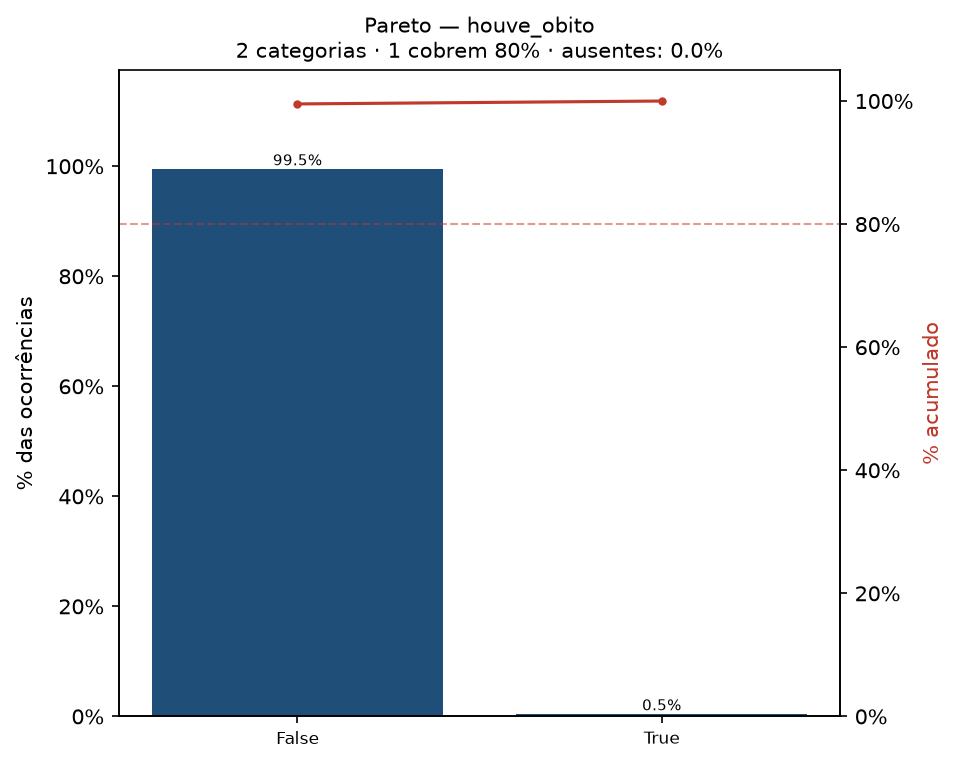 Pareto — houve_obito
2 categorias · 1 cobrem 80% · ausentes: 0.0%
% das ocorrências
100%
80%
60%
40%
20%
0%
99.5%
0.5%
False
True
100%
80%
60%
40%
20%
0%
% acumulado